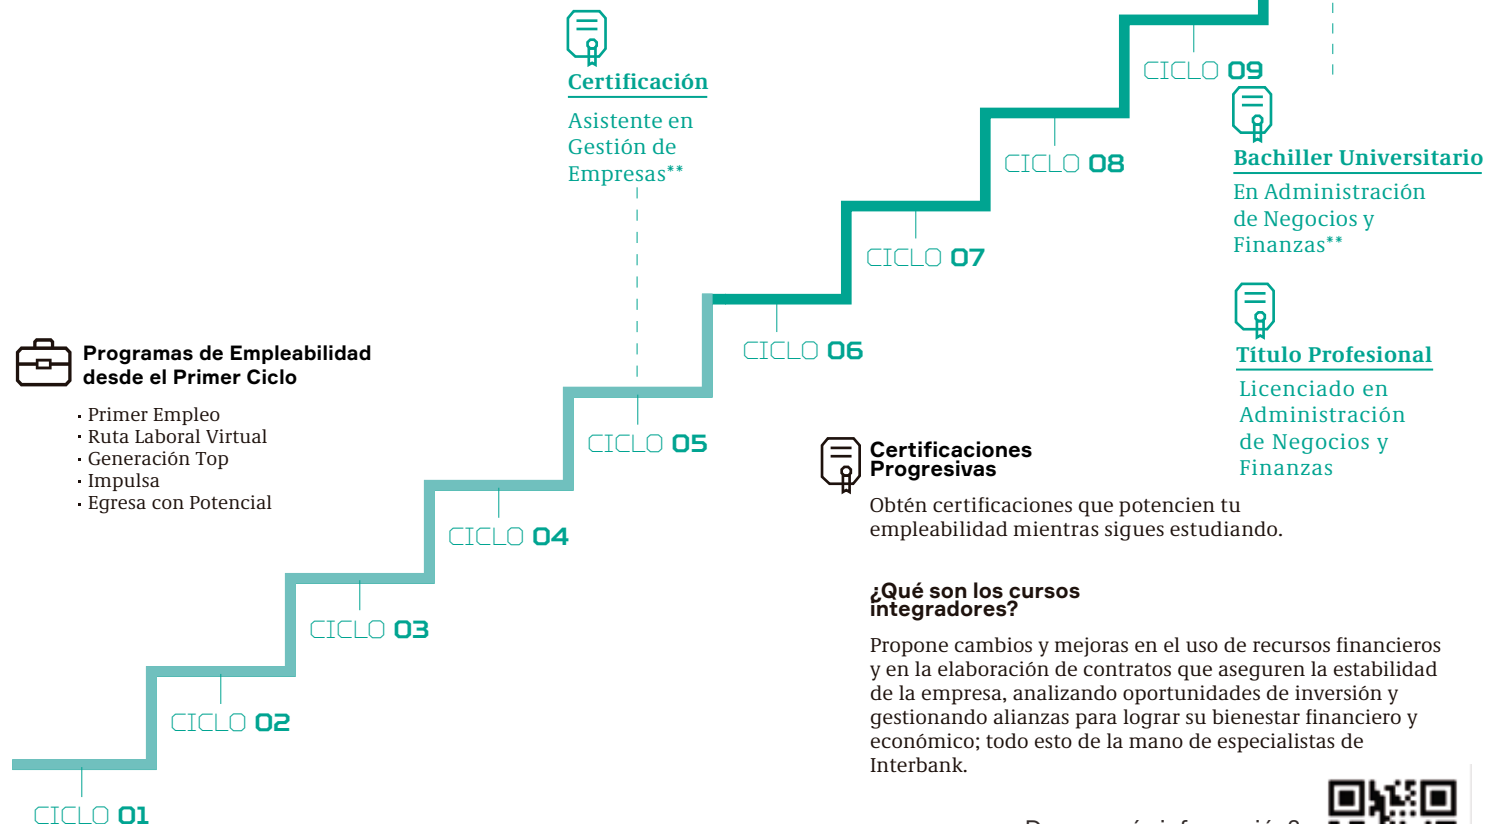 Certificación
Asistente en
Gestión de
Empresas**
CICLO 09
Bachiller Universitario
En Administración
de Negocios y
Finanzas**
CICLO 08
CICLO 07
Título Profesional
Licenciado en
Administración
de Negocios y
Finanzas
CICLO 06
Programas de Empleabilidad
desde el Primer Ciclo
· Primer Empleo
· Ruta Laboral Virtual
· Generación Top
· Impulsa
· Egresa con Potencial
CICLO 05
CICLO 04
CICLO 03
CICLO 02
CICLO 01
Certificaciones
Progresivas
Obtén certificaciones que potencien tu
empleabilidad mientras sigues estudiando.
¿Qué son los cursos
integradores?
Propone cambios y mejoras en el uso de recursos financieros
y en la elaboración de contratos que aseguren la estabilidad
de la empresa, analizando oportunidades de inversión y
gestionando alianzas para lograr su bienestar financiero y
económico; todo esto de la mano de especialistas de
Interbank.